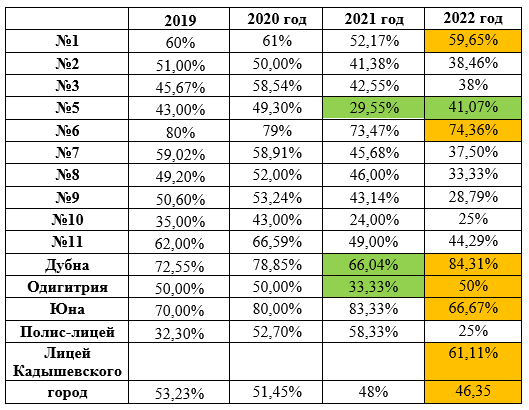 2019 2020 год 2021 год 2022 год
№1 60% 61% 52,17% 59,65%
№2 51,00% 50,00% 41,38% 38,46%
№3 45,67% 58,54% 42,55% 38%
№5 43,00% 49,30% 29,55% 41,07%
№6 80% 79% 73,47% 74,36%
№7 59,02% 58,91% 45,68% 37,50%
№8 49,20% 52,00% 46,00% 33,33%
№9 50,60% 53,24% 43,14% 28,79%
№10 35,00% 43,00% 24,00% 25%
№11 62,00% 66,59% 49,00% 44,29%
Дубна 72,55% 78,85% 66,04% 84,31%
Одигитрия 50,00% 50,00% 33,33% 50%
Юна 70,00% 80,00% 83,33% 66,67%
Полис-лицей 32,30% 52,70% 58,33% 25%
Лицей 61,11%
Кадышевского
город 53,23% 51,45% 48% 46,35